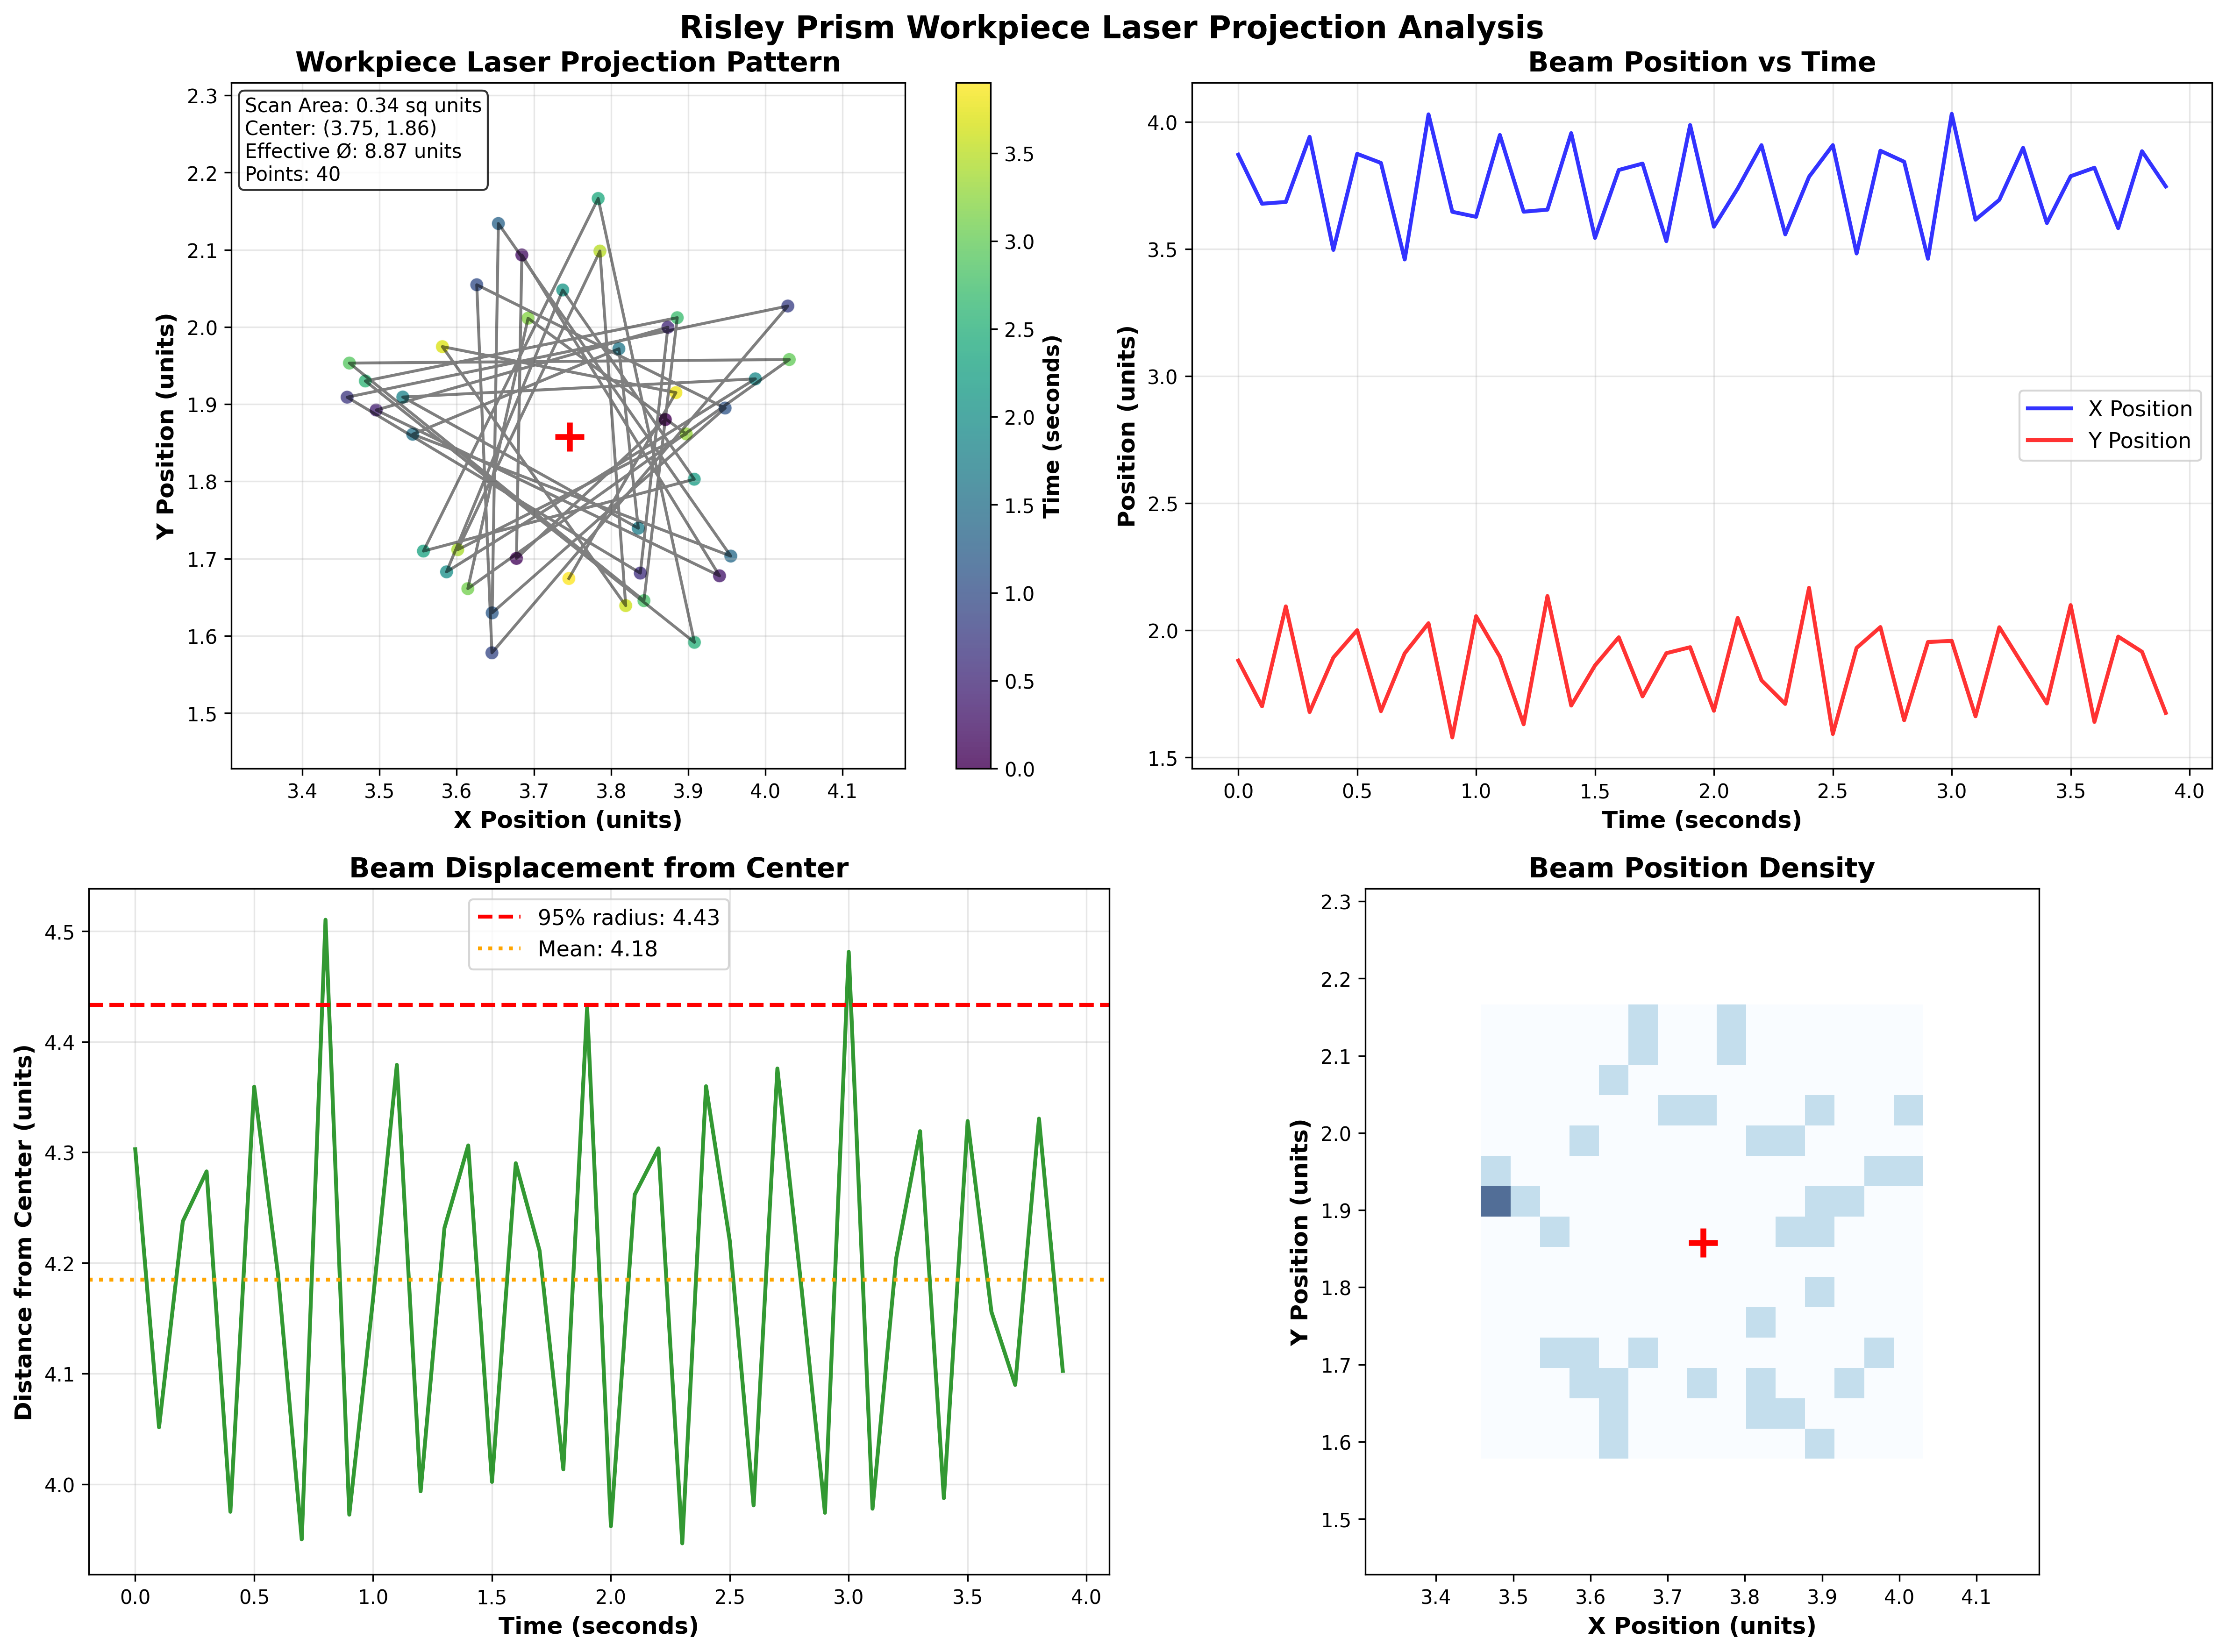 Risley Prism Workpiece Laser Projection Analysis
Workpiece Laser Projection Pattern
Scan Area: 0.34 sq units
Center: (3.75, 1.86)
Effective Ø: 8.87 units
Points: 40
Y Position (units)
2.3
2.2
2.1
2.0
1.9
1.8
1.7
1.6
1.5
3.4 3.5 3.6 3.7 3.8 3.9 4.0 4.1
X Position (units)
3.5
3.0
2.5
2.0
1.5
1.0
0.5
0.0
Time (seconds)
Beam Position vs Time
Position (units)
4.0
3.5
3.0
2.5
2.0
1.5
X Position
Y Position
0.0 0.5 1.0 1.5 2.0 2.5 3.0 3.5 4.0
Time (seconds)
Beam Displacement from Center
95% radius: 4.43
Mean: 4.18
Distance from Center (units)
4.5
4.4
4.3
4.2
4.1
4.0
0.0 0.5 1.0 1.5 2.0 2.5 3.0 3.5 4.0
Time (seconds)
Beam Position Density
Y Position (units)
2.3
2.2
2.1
2.0
1.9
1.8
1.7
1.6
1.5
3.4 3.5 3.6 3.7 3.8 3.9 4.0 4.1
X Position (units)